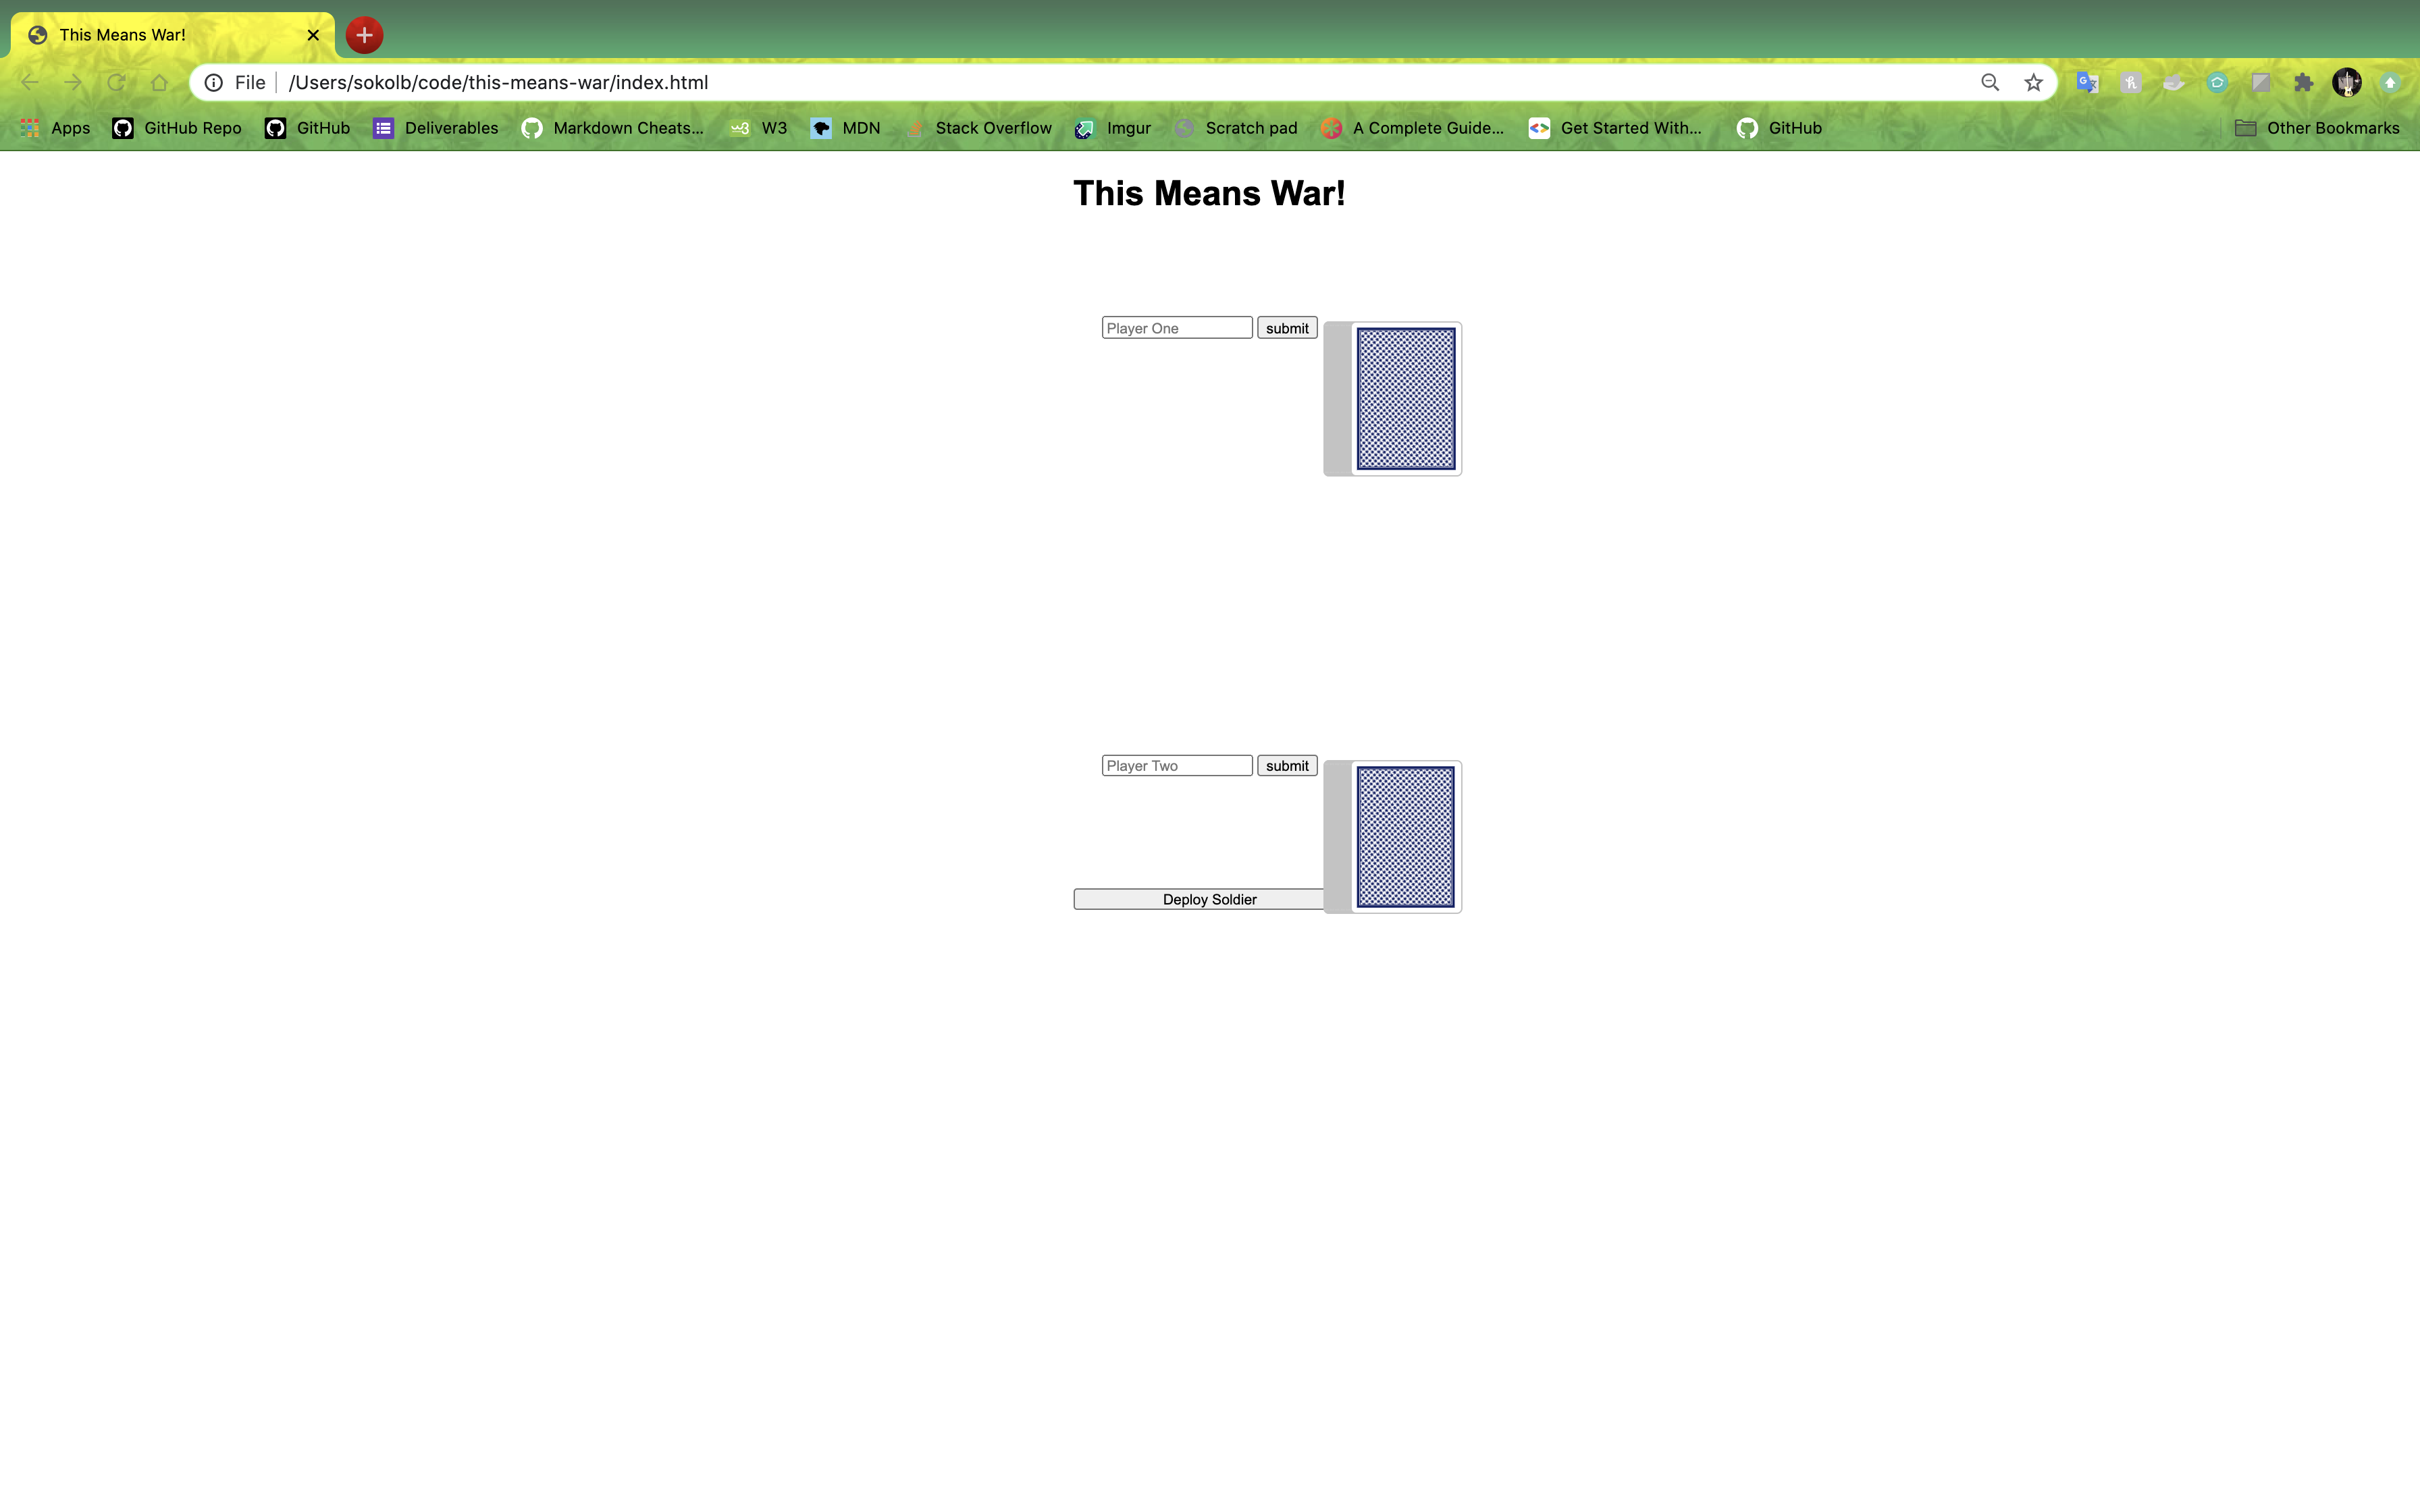 This Means War!
File /Users/sokolb/code/this-means-war/index.html
Apps GitHub Repo GitHub Deliverables Markdown Cheats... W3 MDN Stack Overflow Imgur Scratch pad A Complete Guide... Get Started With... GitHub Other Bookmarks
This Means War!
Player One submit
Player Two submit
Deploy Soldier